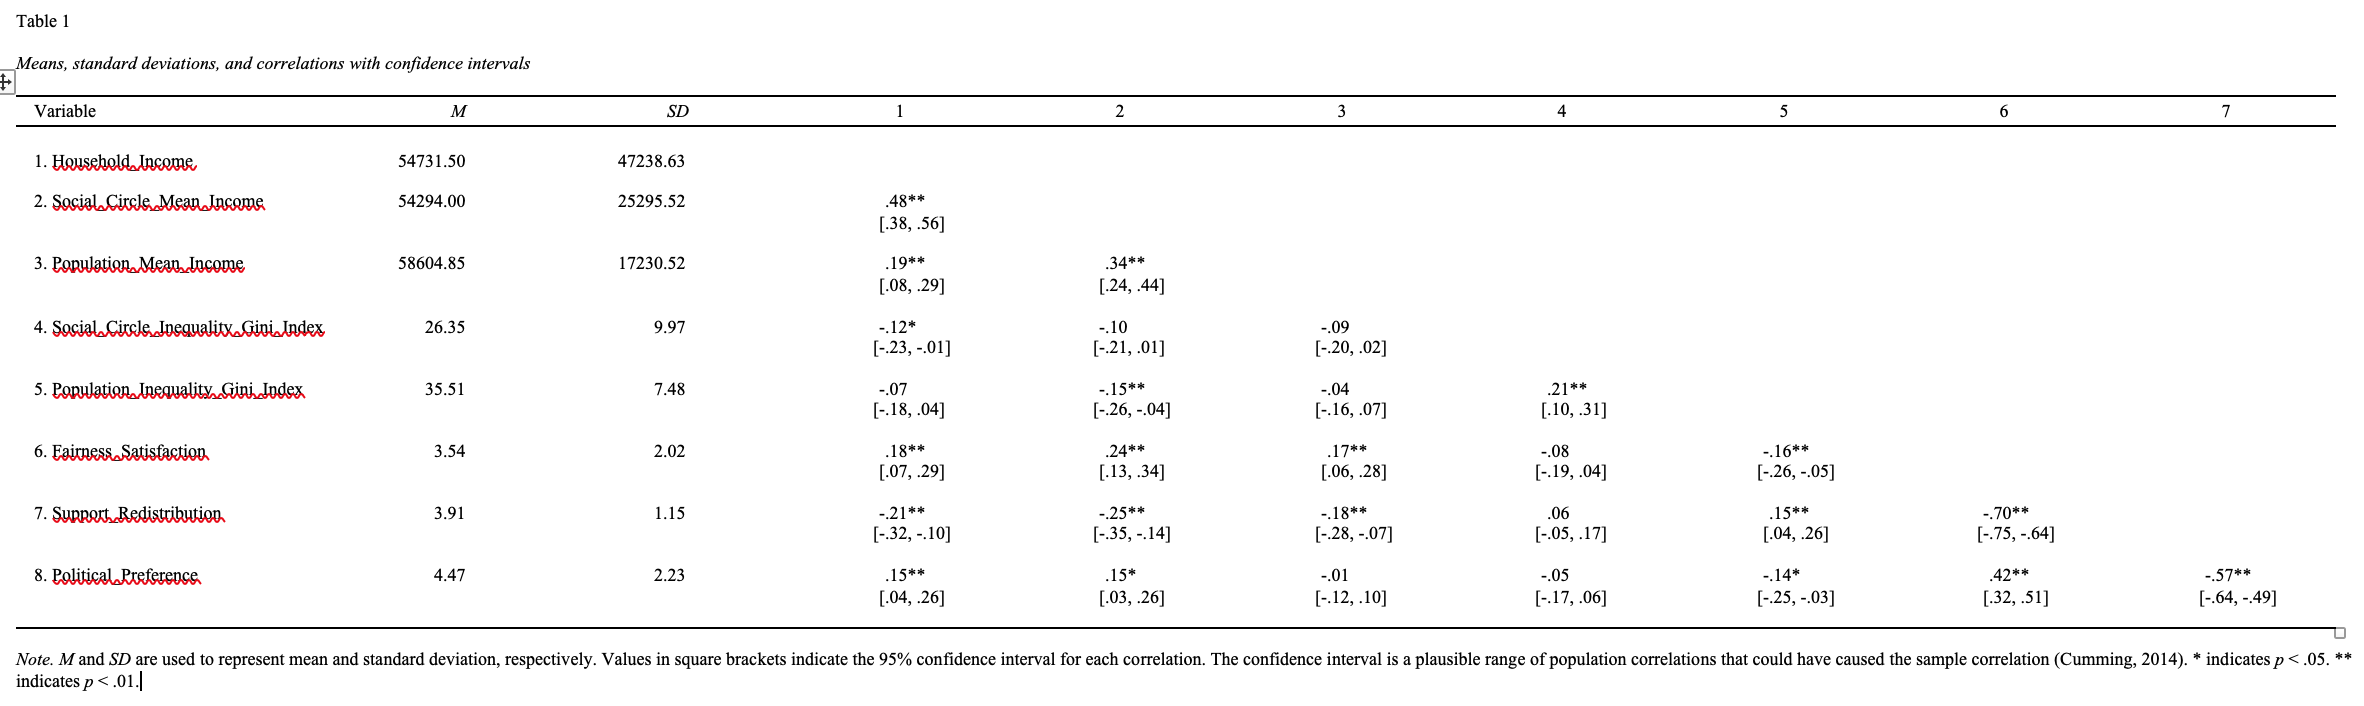 Table 1
Means, standard deviations, and correlations with confidence intervals
Variable M SD 1 2 3 4 5 6 7
1. Household_Income 54731.50 47238.63
2. Social_Circle_Mean_Income 54294.00 25295.52 .48**
[.38, .56]
3. Population_Mean_Income 58604.85 17230.52 .19** .34**
[.08, .29] [.24, .44]
4. Social_Circle_Inequality_Gini_Index 26.35 9.97 -.12* -.10 -.09
[-.23, -.01] [-.21, .01] [-.20, .02]
5. Population_Inequality_Gini_Index 35.51 7.48 -.07 -.15** -.04 .21**
[-.18, .04] [-.26, -.04] [-.16, .07] [.10, .31]
6. Fairness_Satisfaction 3.54 2.02 .18** .24** .17** -.08 -.16**
[.07, .29] [.13, .34] [.06, .28] [-.19, .04] [-.26, -.05]
7. Support_Redistribution 3.91 1.15 -.21** -.25** -.18** .06 .15** -.70**
[-.32, -.10] [-.35, -.14] [-.28, -.07] [-.05, .17] [.04, .26] [-.75, -.64]
8. Political_Preference 4.47 2.23 .15** .15* -.01 -.05 -.14* .42** -.57**
[.04, .26] [.03, .26] [-.12, .10] [-.17, .06] [-.25, -.03] [.32, .51] [-.64, -.49]
Note. M and SD are used to represent mean and standard deviation, respectively. Values in square brackets indicate the 95% confidence interval for each correlation. The confidence interval is a plausible range of population correlations that could have caused the sample correlation (Cumming, 2014). * indicates p < .05. **
indicates p < .01.